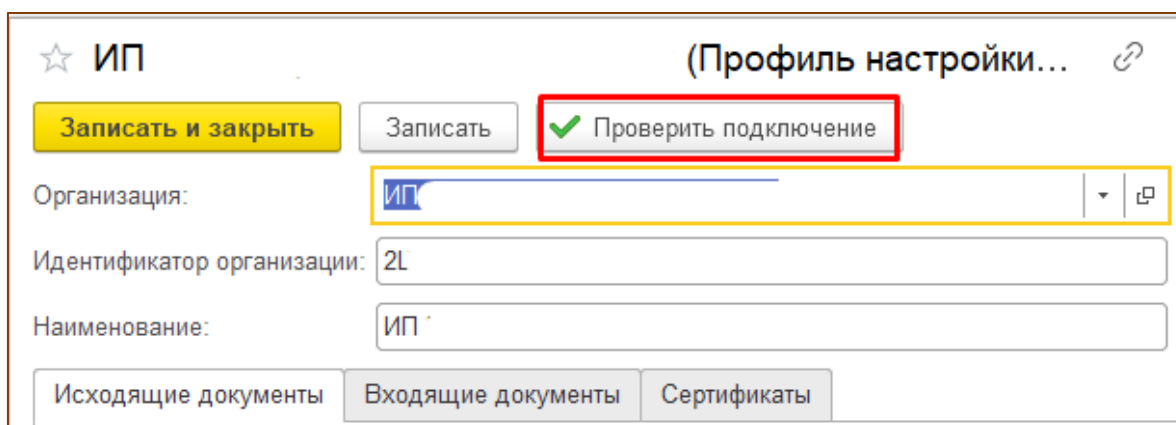 ИП (Профиль настройки…
Записать и закрыть Записать Проверить подключение
Организация: ИП
Идентификатор организации: 2L
Наименование: ИП
Исходящие документы Входящие документы Сертификаты